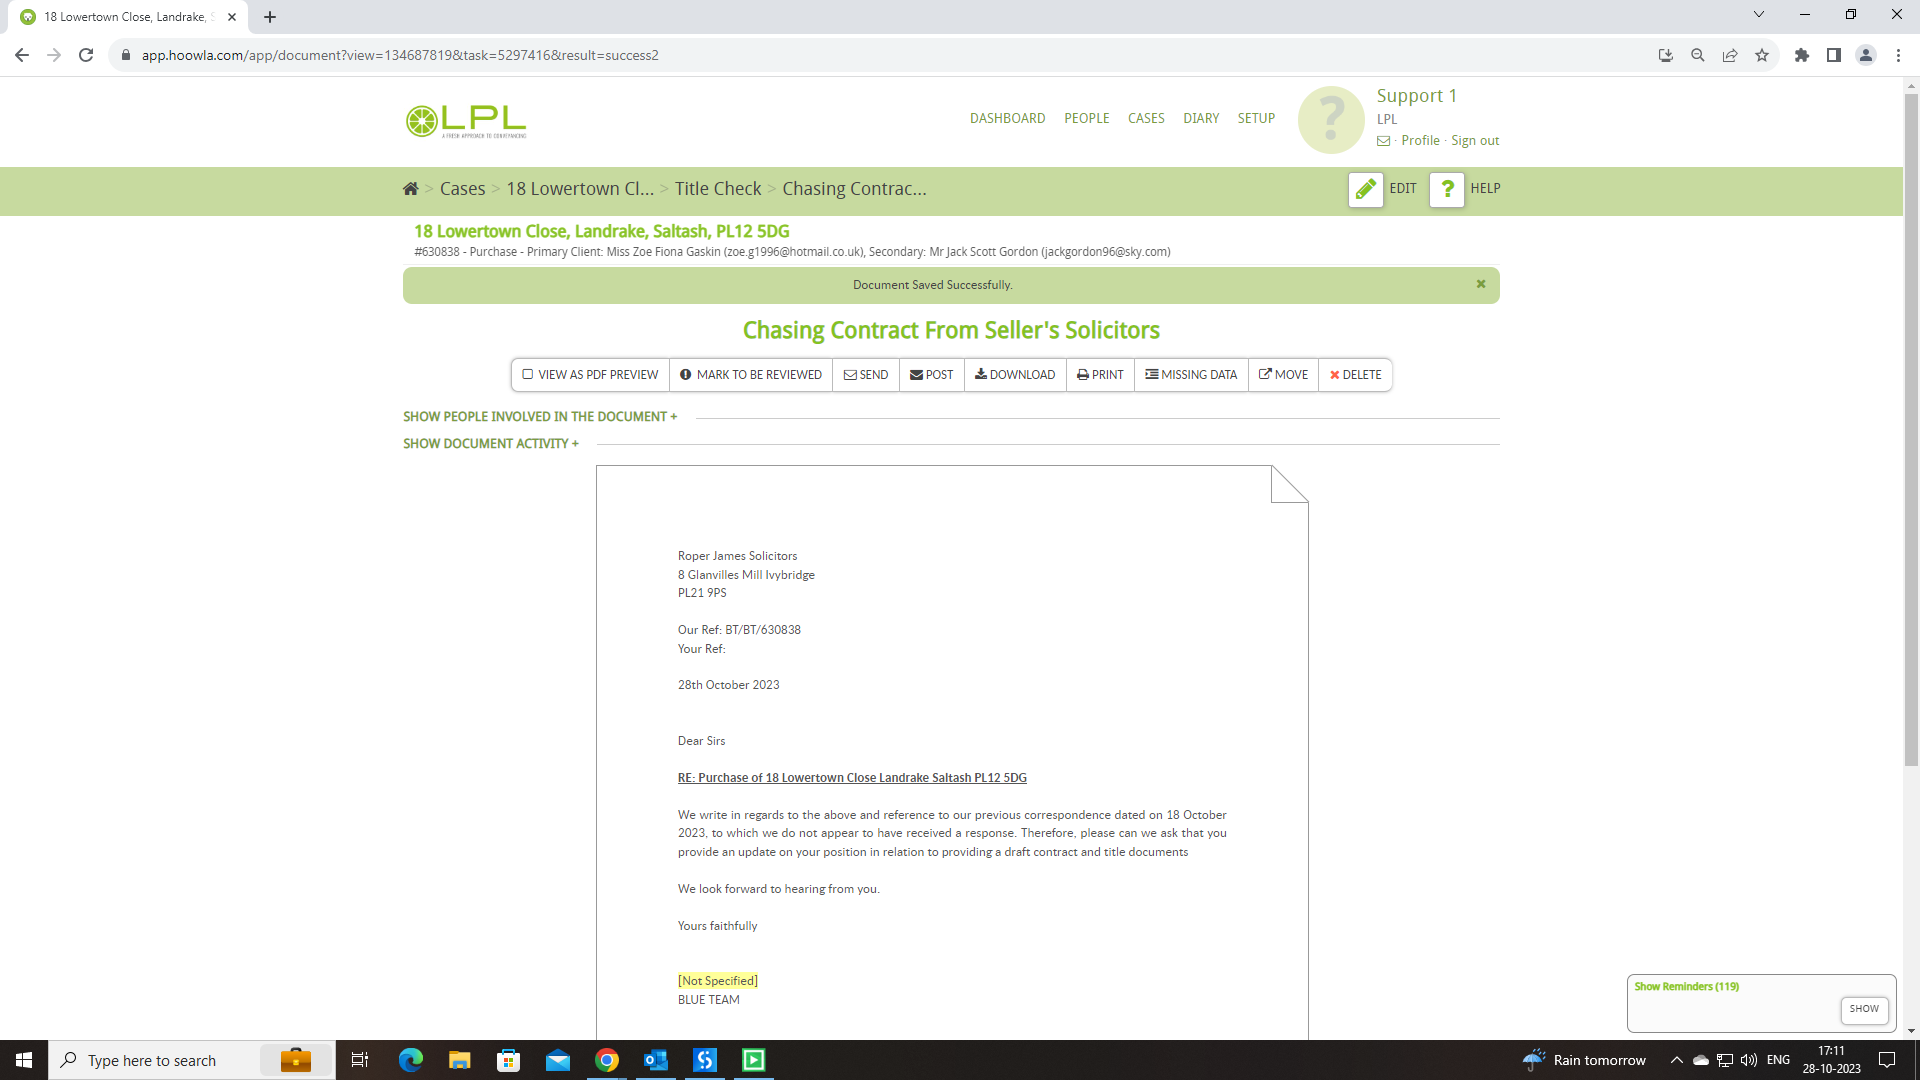 18 Lowertown Close, Landrake, S
app.hoowla.com/app/document?view=134687819&task=5297416&result=success2
LPL
A FRESH APPROACH TO CONVEYANCING
DASHBOARD PEOPLE CASES DIARY SETUP
?
Support 1
LPL
· Profile · Sign out
> Cases > 18 Lowertown Cl... > Title Check > Chasing Contrac...
EDIT ? HELP
18 Lowertown Close, Landrake, Saltash, PL12 5DG
#630838 - Purchase - Primary Client: Miss Zoe Fiona Gaskin (zoe.g1996@hotmail.co.uk), Secondary: Mr Jack Scott Gordon (jackgordon96@sky.com)
Document Saved Successfully.
Chasing Contract From Seller's Solicitors
VIEW AS PDF PREVIEW MARK TO BE REVIEWED SEND POST DOWNLOAD PRINT MISSING DATA MOVE DELETE
SHOW PEOPLE INVOLVED IN THE DOCUMENT +
SHOW DOCUMENT ACTIVITY +
Roper James Solicitors
8 Glanvilles Mill Ivybridge
PL21 9PS
Our Ref: BT/BT/630838
Your Ref:
28th October 2023
Dear Sirs
RE: Purchase of 18 Lowertown Close Landrake Saltash PL12 5DG
We write in regards to the above and reference to our previous correspondence dated on 18 October
2023, to which we do not appear to have received a response. Therefore, please can we ask that you
provide an update on your position in relation to providing a draft contract and title documents
We look forward to hearing from you.
Yours faithfully
[Not Specified]
BLUE TEAM
Show Reminders (119)
SHOW
Type here to search
Rain tomorrow
ENG
17:11
28-10-2023